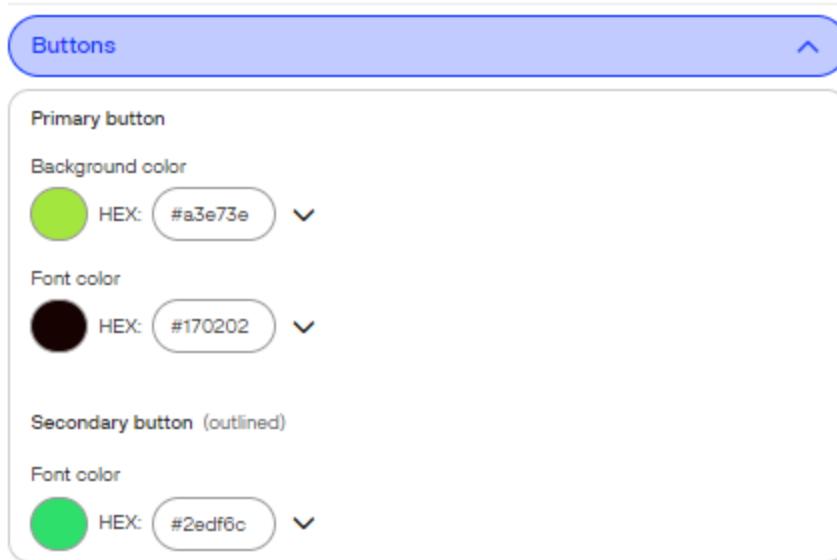 Buttons
Primary button
Background color
HEX: #a3e73e
Font color
HEX: #170202
Secondary button (outlined)
Font color
HEX: #2edf6c